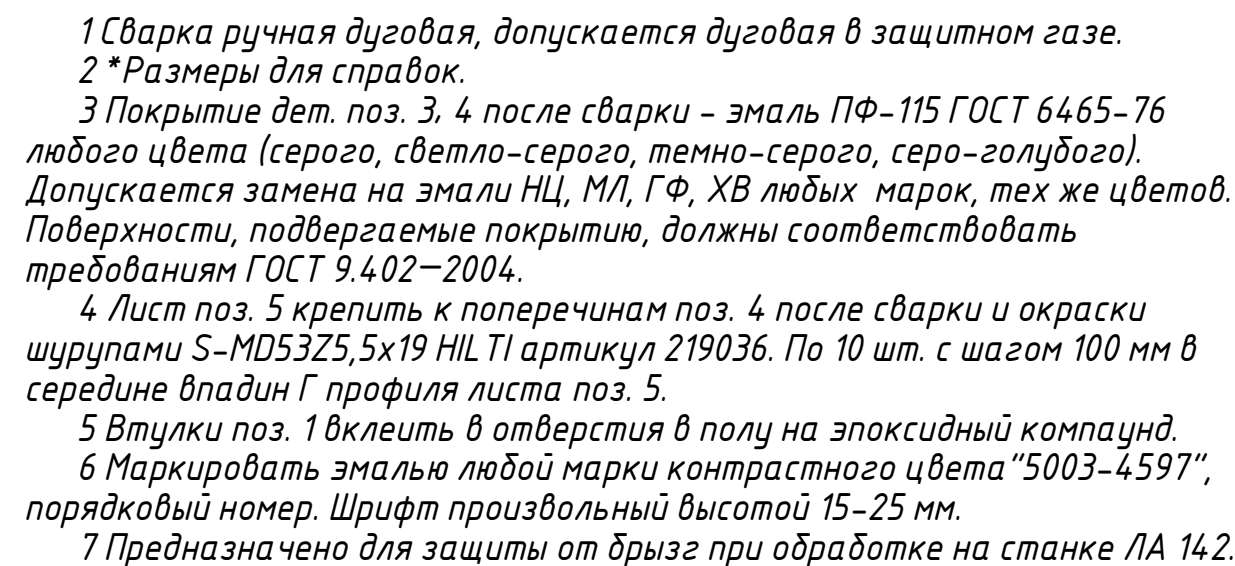 1 Сварка ручная дуговая, допускается дуговая в защитном газе.
2 *Размеры для справок.
3 Покрытие дет. поз. 3, 4 после сварки - эмаль ПФ-115 ГОСТ 6465-76
любого цвета (серого, светло-серого, темно-серого, серо-голубого).
Допускается замена на эмали НЦ, МЛ, ГФ, ХВ любых марок, тех же цветов.
Поверхности, подвергаемые покрытию, должны соответствовать
требованиям ГОСТ 9.402—2004.
4 Лист поз. 5 крепить к поперечинам поз. 4 после сварки и окраски
шурупами S-MD53Z5,5x19 HILTI артикул 219036. По 10 шт. с шагом 100 мм в
середине впадин Г профиля листа поз. 5.
5 Втулки поз. 1 вклеить в отверстия в полу на эпоксидный компаунд.
6 Маркировать эмалью любой марки контрастного цвета "5003-4597",
порядковый номер. Шрифт произвольный высотой 15-25 мм.
7 Предназначено для защиты от брызг при обработке на станке ЛА 142.